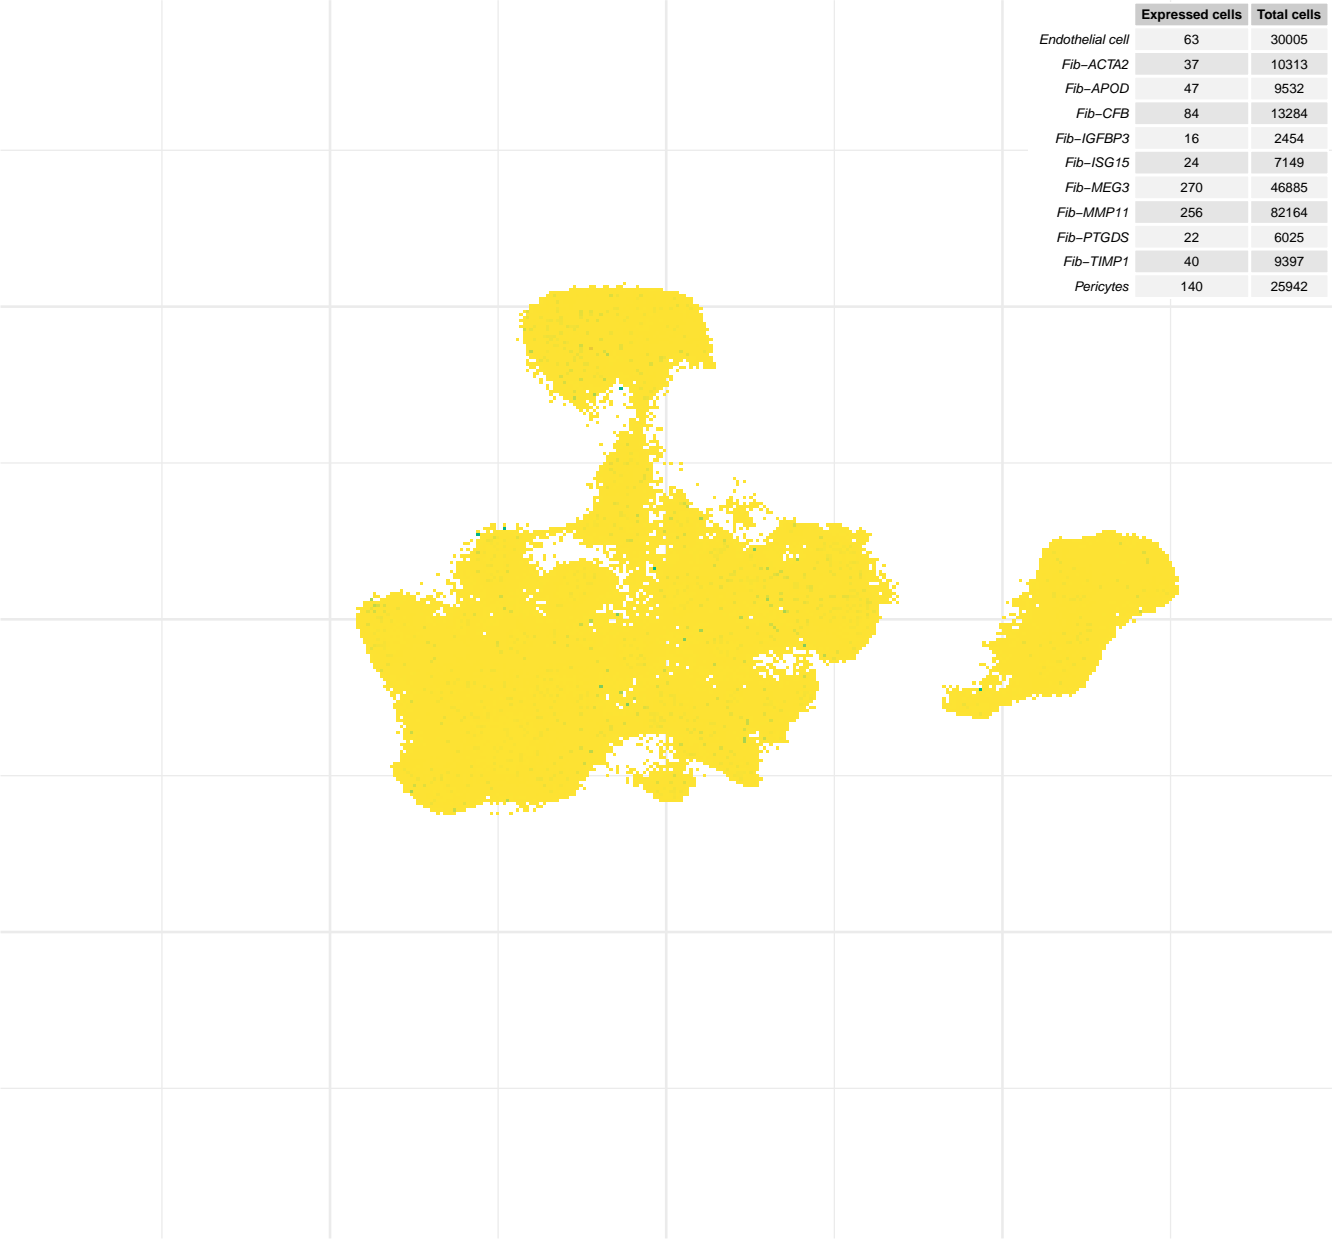 Expressed cells Total cells
Endothelial cell 63 30005
Fib−ACTA2 37 10313
Fib−APOD 47 9532
Fib−CFB 84 13284
Fib−IGFBP3 16 2454
Fib−ISG15 24 7149
Fib−MEG3 270 46885
Fib−MMP11 256 82164
Fib−PTGDS 22 6025
Fib−TIMP1 40 9397
Pericytes 140 25942